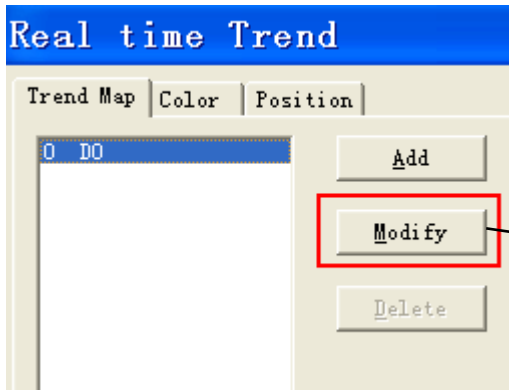 Real time Trend
Trend Map Color Position
0 DO
Add
Modify
Delete